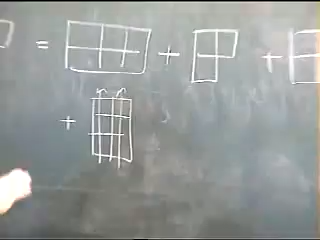 = + +
+